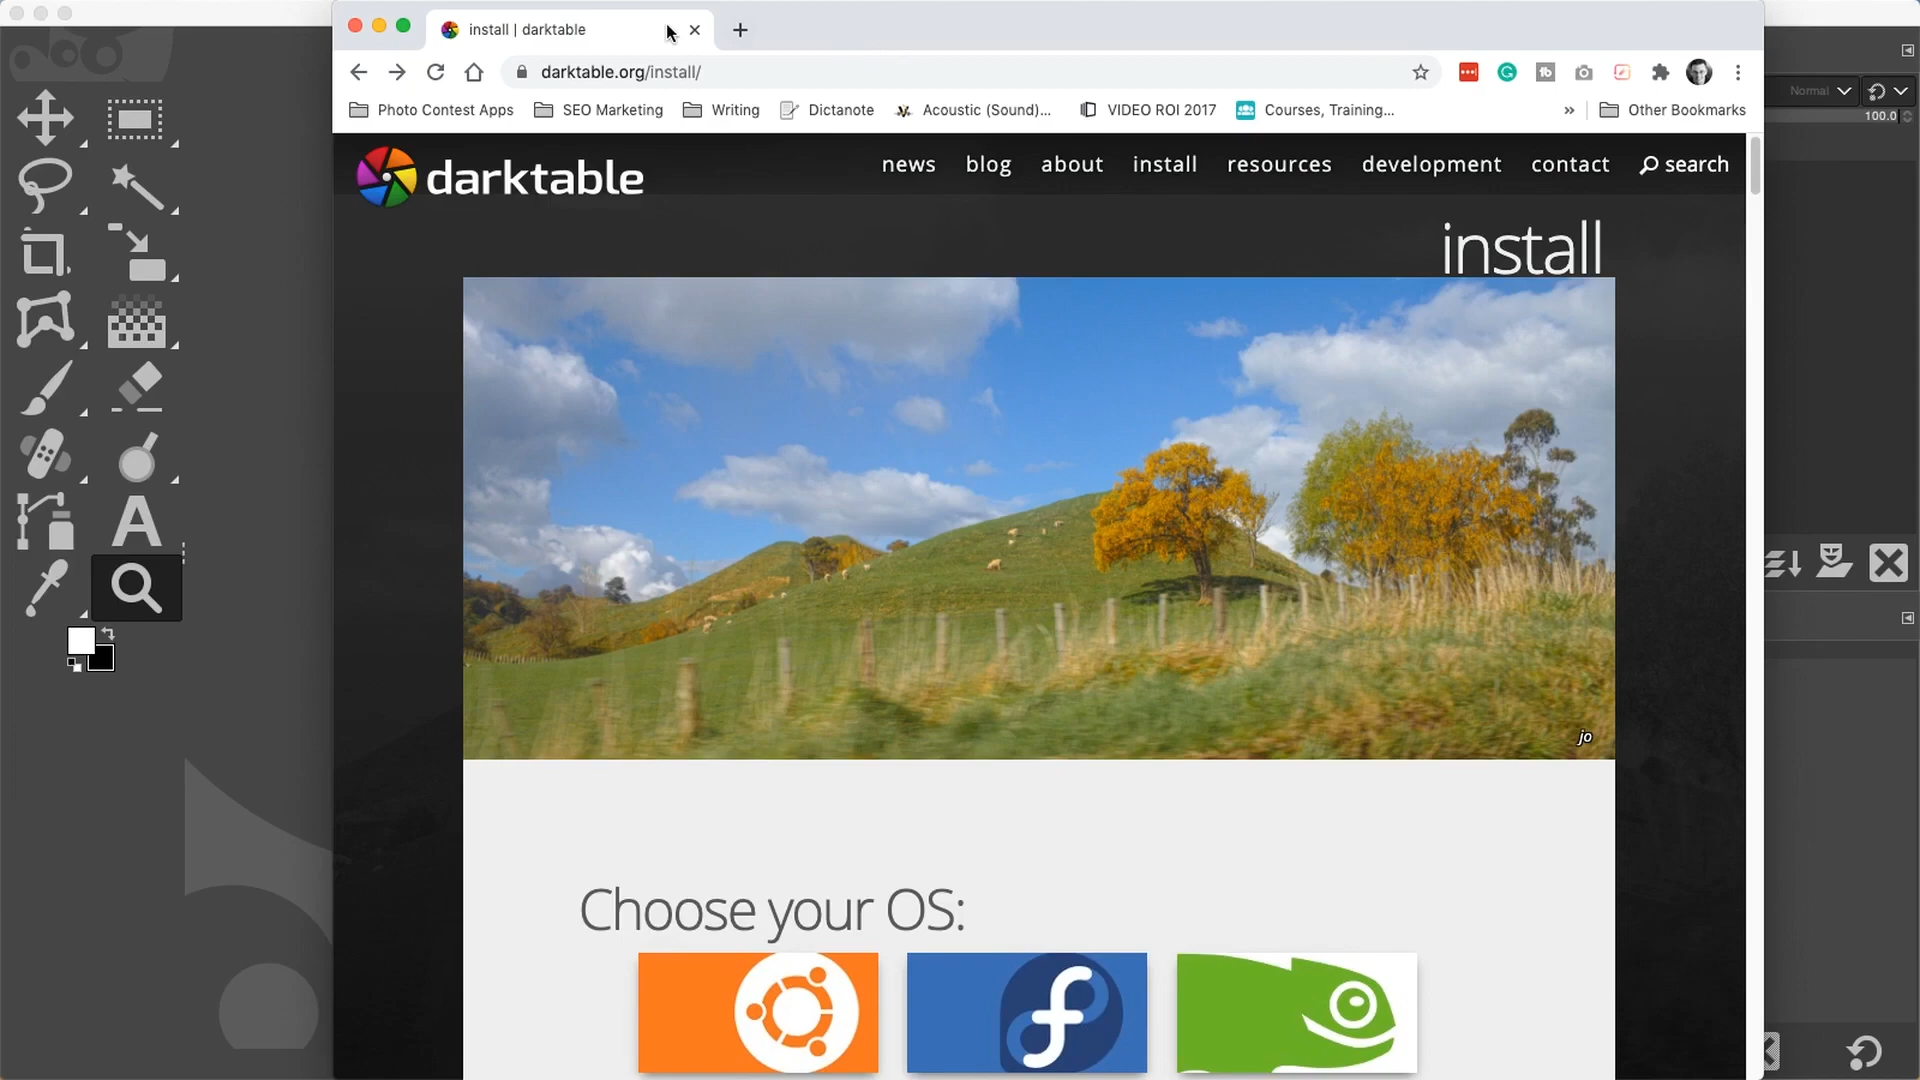 install | darktable
darktable.org/install/
Photo Contest Apps SEO Marketing Writing Dictanote Acoustic (Sound)... VIDEO ROI 2017 Courses, Training... » Other Bookmarks
Normal
100.0
darktable
news blog about install resources development contact search
install
jo
Choose your OS: